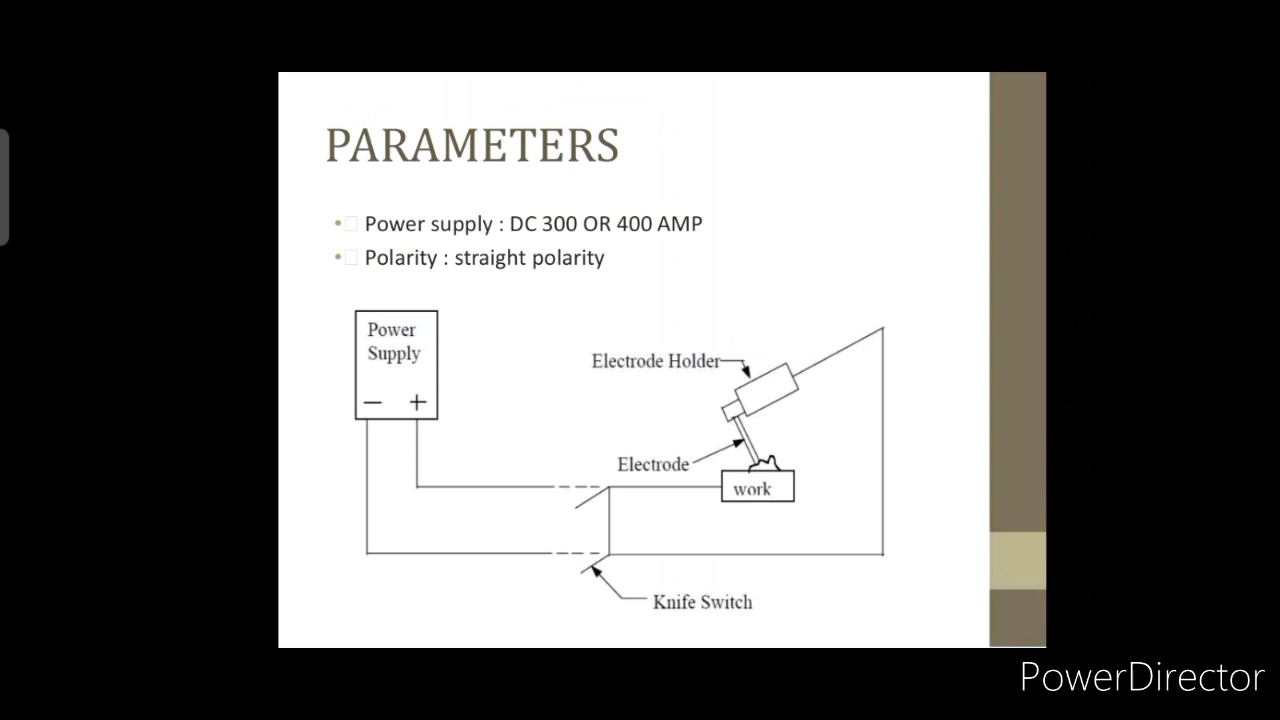 PARAMETERS
• Power supply : DC 300 OR 400 AMP
• Polarity : straight polarity
Power
Supply
— +
Electrode Holder
Electrode
work
Knife Switch
PowerDirector